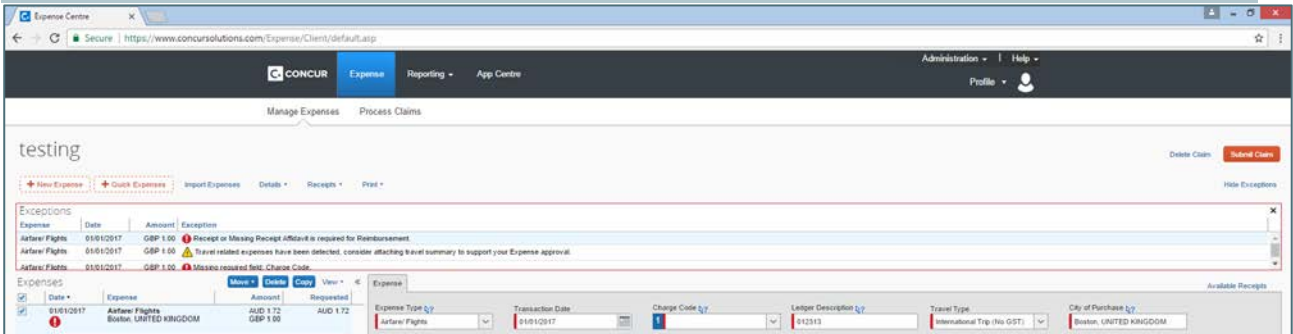 Expense Centre
Secure | https://www.concursolutions.com/Expense/Client/default.asp
Administration | Help
C. CONCUR Expense Reporting App Centre
Profile
Manage Expenses Process Claims
testing
Delete Claim Submit Claim
+ New Expense + Quick Expenses Import Expenses Details Receipts Print Hide Exceptions
Exceptions
Expense Date Amount Exception
Airfare/ Flights 01/01/2017 GBP 1.00 Receipt or Missing Receipt Affidavit is required for Reimbursement.
Airfare/ Flights 01/01/2017 GBP 1.00 Travel related expenses have been detected, consider attaching travel summary to support your Expense approval.
Airfare/ Flights 01/01/2017 GBP 1.00 Missing required field: Charge Code.
Expenses Move Delete Copy View Expense Available Receipts
Date Expense Amount Requested
01/01/2017 Airfare/ Flights AUD 1.72 AUD 1.72
Boston, UNITED KINGDOM GBP 1.00
Expense Type Transaction Date Charge Code Ledger Description Travel Type City of Purchase
Airfare/ Flights 01/01/2017 1 012313 International Trip (No GST) Boston, UNITED KINGDOM